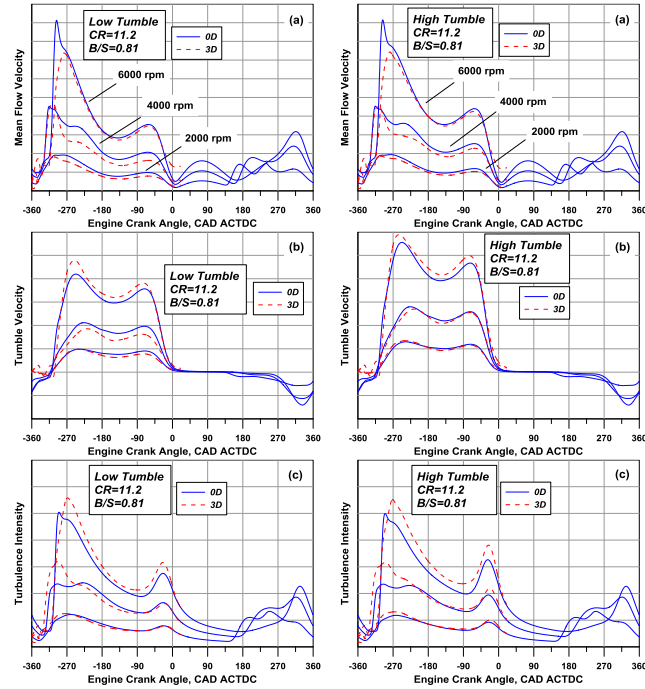 Low Tumble
CR=11.2
B/S=0.81
0D
3D
(a)
6000 rpm
4000 rpm
2000 rpm
Mean Flow Velocity
-360 -270 -180 -90 0 90 180 270 360
Engine Crank Angle, CAD ACTDC
High Tumble
CR=11.2
B/S=0.81
0D
3D
(a)
6000 rpm
4000 rpm
2000 rpm
Mean Flow Velocity
-360 -270 -180 -90 0 90 180 270 360
Engine Crank Angle, CAD ACTDC
(b)
Low Tumble
CR=11.2
B/S=0.81
0D
3D
Tumble Velocity
-360 -270 -180 -90 0 90 180 270 360
Engine Crank Angle, CAD ACTDC
High Tumble
CR=11.2
B/S=0.81
(b)
0D
3D
Tumble Velocity
-360 -270 -180 -90 0 90 180 270 360
Engine Crank Angle, CAD ACTDC
Low Tumble
CR=11.2
B/S=0.81
0D
3D
(c)
Turbulence Intensity
-360 -270 -180 -90 0 90 180 270 360
Engine Crank Angle, CAD ACTDC
High Tumble
CR=11.2
B/S=0.81
0D
3D
(c)
Turbulence Intensity
-360 -270 -180 -90 0 90 180 270 360
Engine Crank Angle, CAD ACTDC